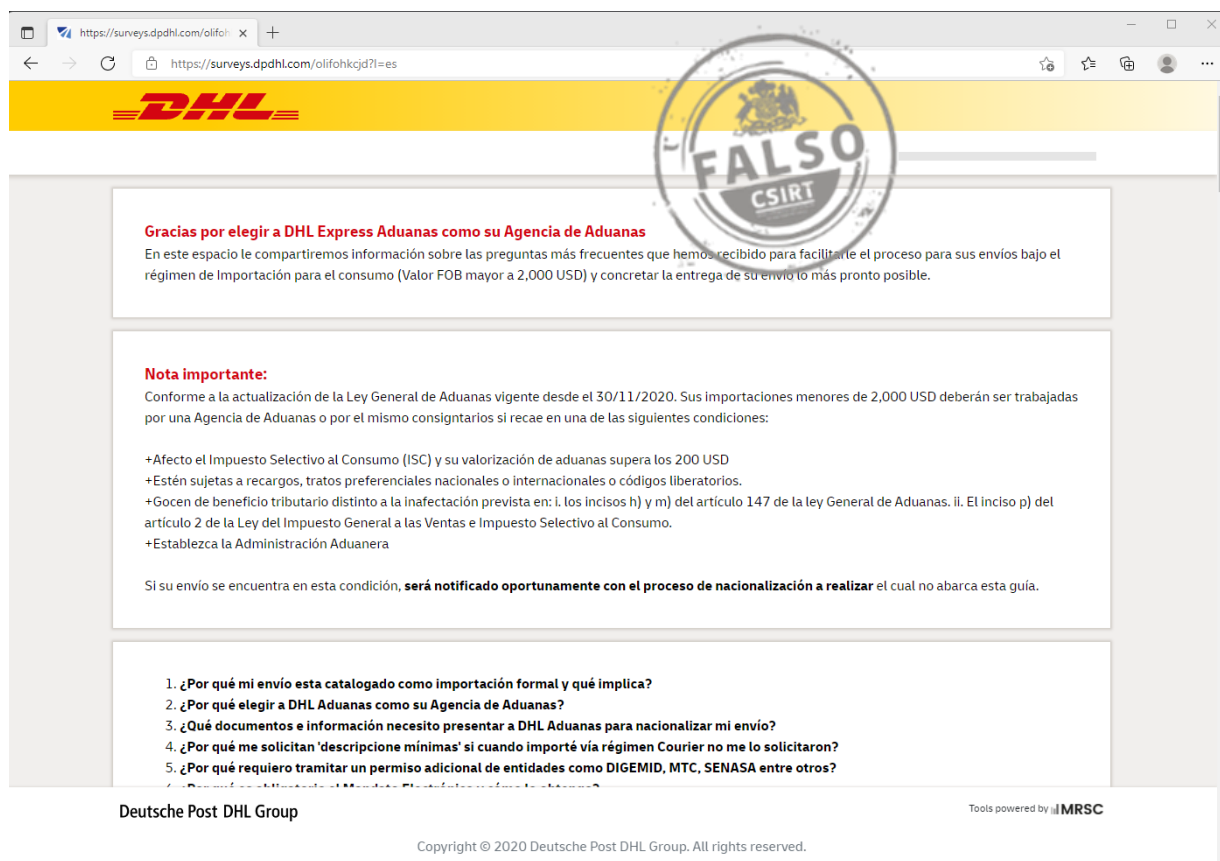 https://surveys.dpdhl.com/olifoh
https://surveys.dpdhl.com/olifohkcjd?l=es
DHL
FALSO
CSIRT
Gracias por elegir a DHL Express Aduanas como su Agencia de Aduanas
En este espacio le compartiremos información sobre las preguntas más frecuentes que hemos recibido para facilitarle el proceso para sus envíos bajo el
régimen de Importación para el consumo (Valor FOB mayor a 2,000 USD) y concretar la entrega de su envío lo más pronto posible.
Nota importante:
Conforme a la actualización de la Ley General de Aduanas vigente desde el 30/11/2020. Sus importaciones menores de 2,000 USD deberán ser trabajadas
por una Agencia de Aduanas o por el mismo consigntarios si recae en una de las siguientes condiciones:
+Afecto el Impuesto Selectivo al Consumo (ISC) y su valorización de aduanas supera los 200 USD
+Estén sujetas a recargos, tratos preferenciales nacionales o internacionales o códigos liberatorios.
+Gocen de beneficio tributario distinto a la inafectación prevista en: i. los incisos h) y m) del artículo 147 de la ley General de Aduanas. ii. El inciso p) del
artículo 2 de la Ley del Impuesto General a las Ventas e Impuesto Selectivo al Consumo.
+Establezca la Administración Aduanera
Si su envío se encuentra en esta condición, será notificado oportunamente con el proceso de nacionalización a realizar el cual no abarca esta guía.
1. ¿Por qué mi envío esta catalogado como importación formal y qué implica?
2. ¿Por qué elegir a DHL Aduanas como su Agencia de Aduanas?
3. ¿Qué documentos e información necesito presentar a DHL Aduanas para nacionalizar mi envío?
4. ¿Por qué me solicitan 'descripcione mínimas' si cuando importé vía régimen Courier no me lo solicitaron?
5. ¿Por qué requiero tramitar un permiso adicional de entidades como DIGEMID, MTC, SENASA entre otros?
Deutsche Post DHL Group
Tools powered by MRSC
Copyright © 2020 Deutsche Post DHL Group. All rights reserved.